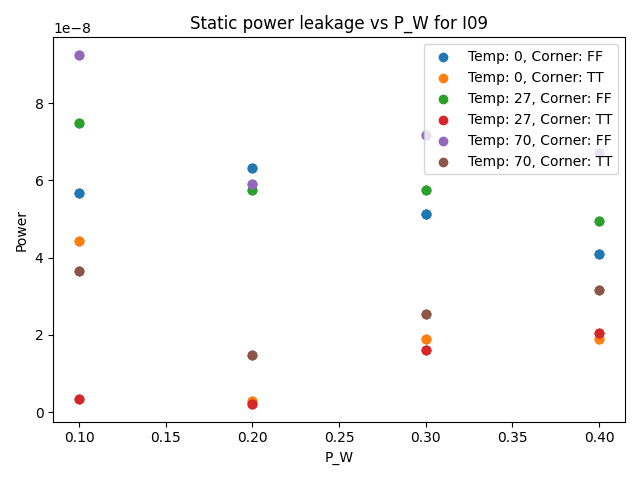 Static power leakage vs P_W for I09
1e−8
Temp: 0, Corner: FF
Temp: 0, Corner: TT
Temp: 27, Corner: FF
Temp: 27, Corner: TT
Temp: 70, Corner: FF
Temp: 70, Corner: TT
8
6
4
2
0
Power
0.10 0.15 0.20 0.25 0.30 0.35 0.40
P_W